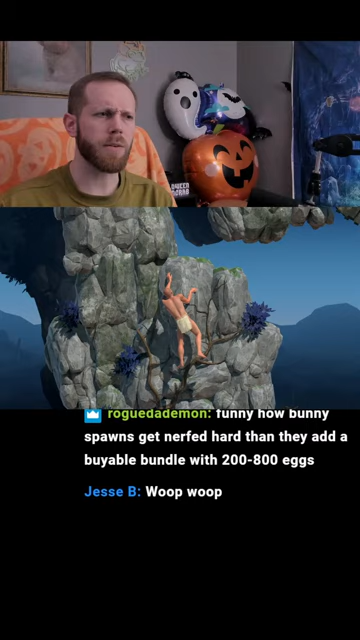 roguedademon: funny how bunny
spawns get nerfed hard than they add a
buyable bundle with 200-800 eggs
Jesse B: Woop woop